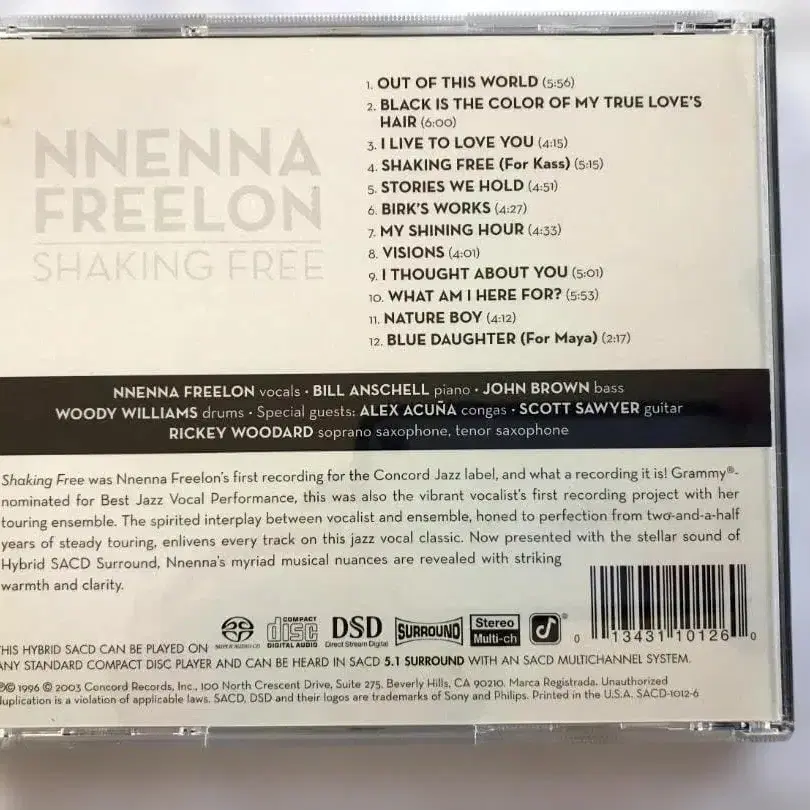 NNENNA
FREELON
SHAKING FREE
1. OUT OF THIS WORLD (5:56)
2. BLACK IS THE COLOR OF MY TRUE LOVE'S
HAIR (6:00)
3. I LIVE TO LOVE YOU (4:15)
4. SHAKING FREE (For Kass) (5:15)
5. STORIES WE HOLD (4:51)
6. BIRK'S WORKS (4:27)
7. MY SHINING HOUR (4:33)
8. VISIONS (4:01)
9. I THOUGHT ABOUT YOU (5:01)
10. WHAT AM I HERE FOR? (5:53)
11. NATURE BOY (4:12)
12. BLUE DAUGHTER (For Maya) (2:17)
NNENNA FREELON vocals • BILL ANSCHELL piano • JOHN BROWN bass
WOODY WILLIAMS drums • Special guests: ALEX ACUÑA congas • SCOTT SAWYER guitar
RICKEY WOODARD soprano saxophone, tenor saxophone
Shaking Free was Nnenna Freelon's first recording for the Concord Jazz label, and what a recording it is! Grammy®-
nominated for Best Jazz Vocal Performance, this was also the vibrant vocalist's first recording project with her
touring ensemble. The spirited interplay between vocalist and ensemble, honed to perfection from two-and-a-half
years of steady touring, enlivens every track on this jazz vocal classic. Now presented with the stellar sound of
Hybrid SACD Surround, Nnenna's myriad musical nuances are revealed with striking
warmth and clarity.
SUPER AUDIO CD
COMPACT
disc
DIGITAL AUDIO
DSD
Direct Stream Digital
SURROUND
Stereo
Multi-ch
®
0 13431 10126 0
THIS HYBRID SACD CAN BE PLAYED ON
ANY STANDARD COMPACT DISC PLAYER AND CAN BE HEARD IN SACD 5.1 SURROUND WITH AN SACD MULTICHANNEL SYSTEM.
℗© 1996 © 2003 Concord Records, Inc., 100 North Crescent Drive, Suite 275, Beverly Hills, CA 90210. Marca Registrada. Unauthorized
duplication is a violation of applicable laws. SACD, DSD and their logos are trademarks of Sony and Philips. Printed in the U.S.A. SACD-1012-6